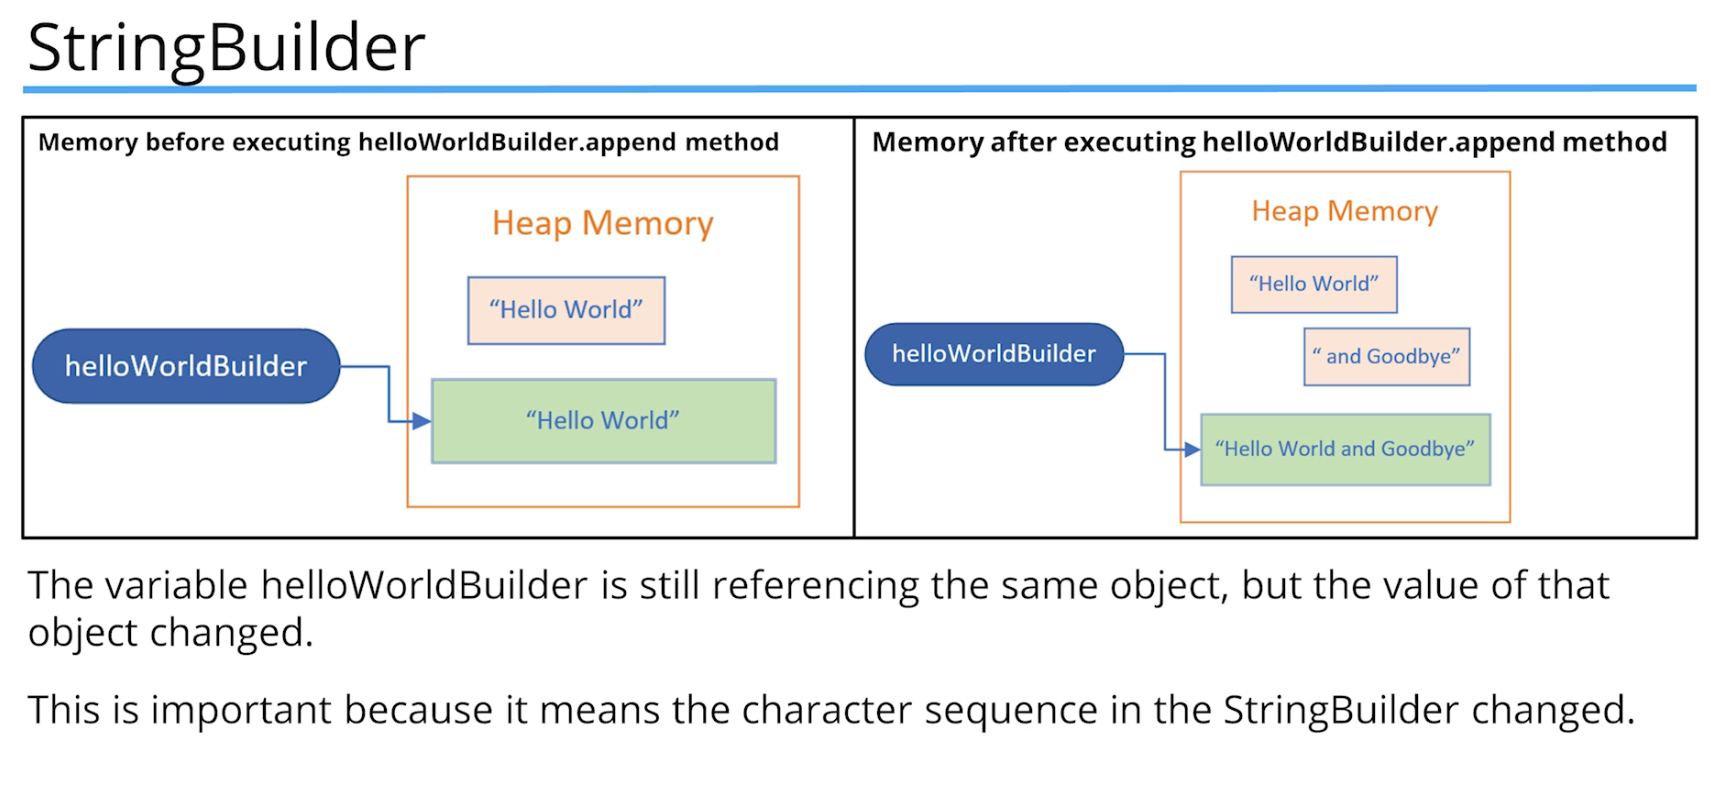 StringBuilder
Memory before executing helloWorldBuilder.append method
Heap Memory
“Hello World”
helloWorldBuilder
“Hello World”
Memory after executing helloWorldBuilder.append method
Heap Memory
“Hello World”
helloWorldBuilder
“ and Goodbye”
“Hello World and Goodbye”
The variable helloWorldBuilder is still referencing the same object, but the value of that
object changed.
This is important because it means the character sequence in the StringBuilder changed.